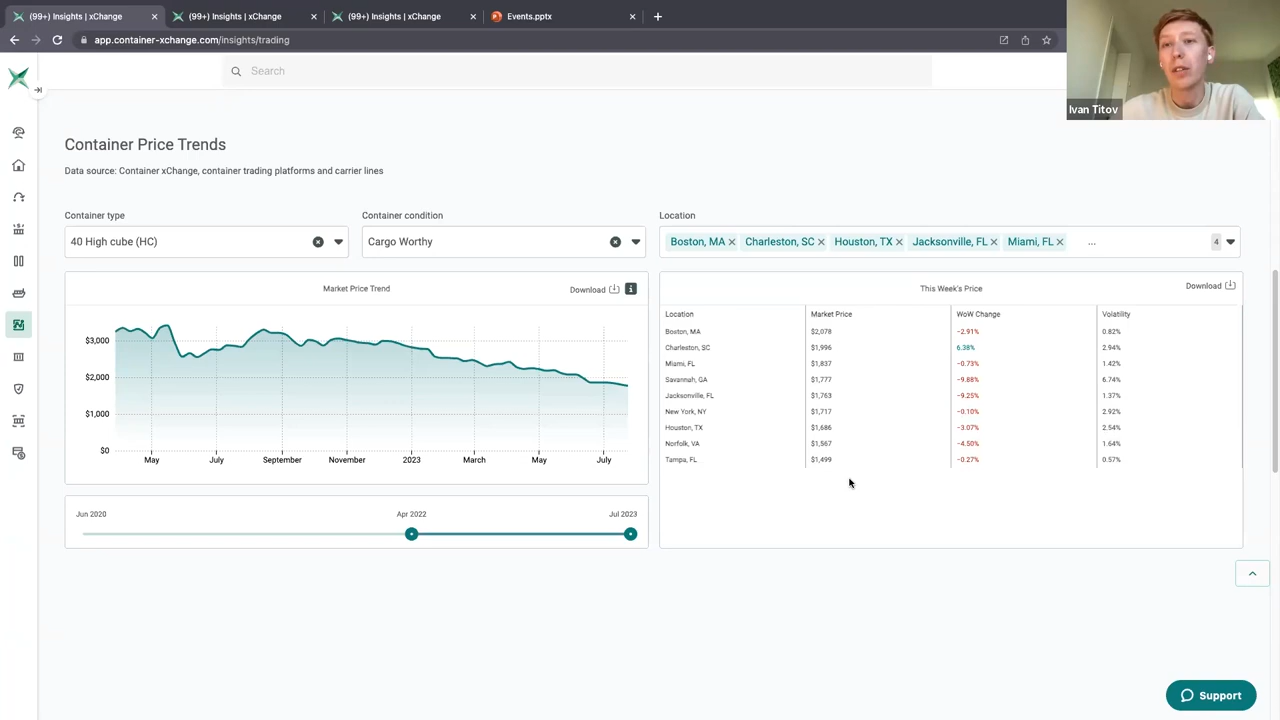 (99+) Insights | xChange
(99+) Insights | xChange
(99+) Insights | xChange
Events.pptx
app.container-xchange.com/insights/trading
Search
Ivan Titov
Container Price Trends
Data source: Container xChange, container trading platforms and carrier lines
Container type
Container condition
Location
40 High cube (HC)
Cargo Worthy
Boston, MA Charleston, SC Houston, TX Jacksonville, FL Miami, FL ... 4
Market Price Trend
Download
$3,000
$2,000
$1,000
$0
May July September November 2023 March May July
Jun 2020 Apr 2022 Jul 2023
This Week's Price
Download
Location Market Price WoW Change Volatility
Boston, MA $2,078 −2.91% 0.82%
Charleston, SC $1,996 6.38% 2.94%
Miami, FL $1,837 −0.73% 1.42%
Savannah, GA $1,777 −9.88% 6.74%
Jacksonville, FL $1,763 −9.25% 1.37%
New York, NY $1,717 −0.10% 2.92%
Houston, TX $1,686 −3.07% 2.54%
Norfolk, VA $1,567 −4.50% 1.64%
Tampa, FL $1,499 −0.27% 0.57%
Support